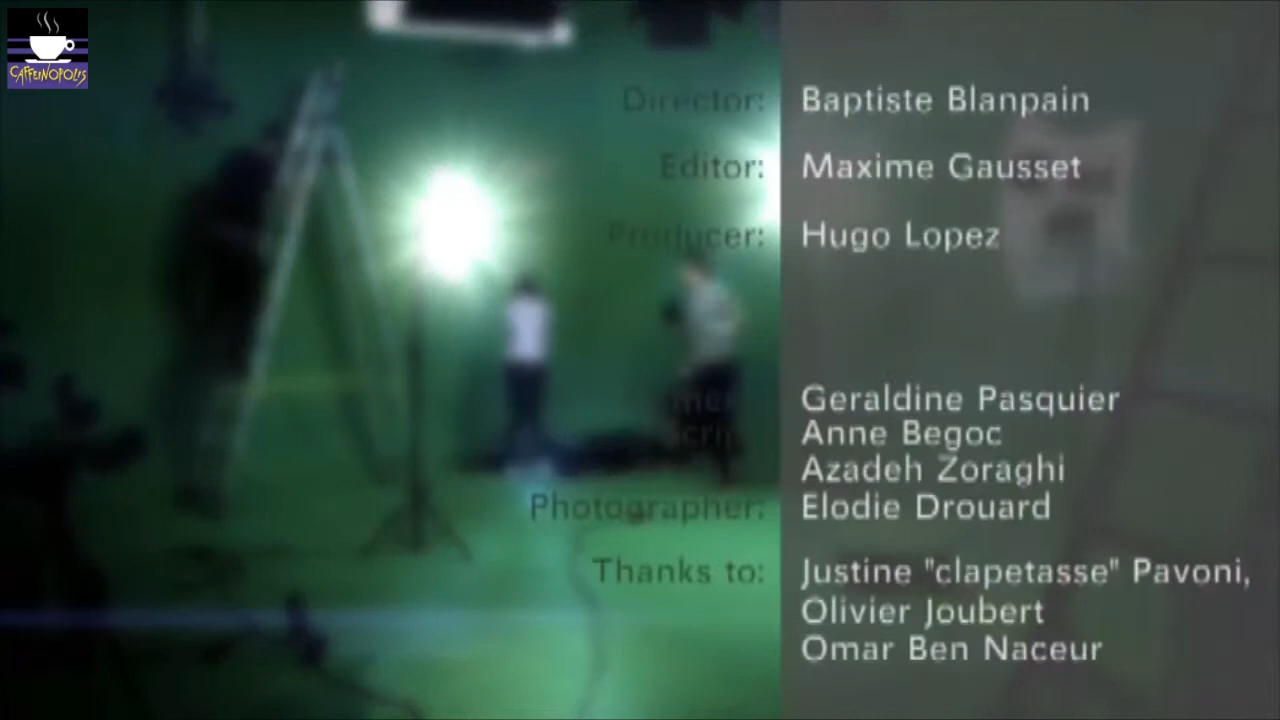 CAFFEINOPOLIS
Director: Baptiste Blanpain
Editor: Maxime Gausset
Producer: Hugo Lopez
Geraldine Pasquier
Anne Begoc
Azadeh Zoraghi
Photographer: Elodie Drouard
Thanks to: Justine "clapetasse" Pavoni,
Olivier Joubert
Omar Ben Naceur